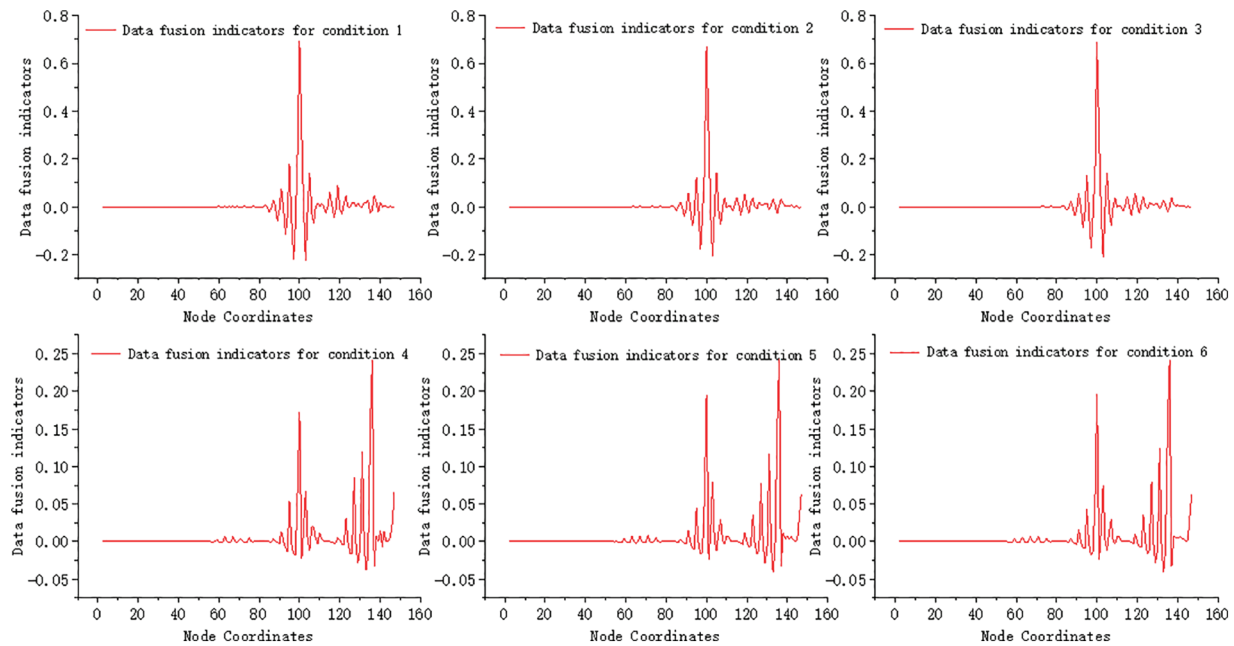 Data fusion indicators for condition 1
Data fusion indicators
0.8
0.6
0.4
0.2
0.0
-0.2
0 20 40 60 80 100 120 140 160
Node Coordinates
Data fusion indicators for condition 2
Data fusion indicators
0.8
0.6
0.4
0.2
0.0
-0.2
0 20 40 60 80 100 120 140 160
Node Coordinates
Data fusion indicators for condition 3
Data fusion indicators
0.8
0.6
0.4
0.2
0.0
-0.2
0 20 40 60 80 100 120 140 160
Node Coordinates
Data fusion indicators for condition 4
Data fusion indicators
0.25
0.20
0.15
0.10
0.05
0.00
-0.05
0 20 40 60 80 100 120 140 160
Node Coordinates
Data fusion indicators for condition 5
Data fusion indicators
0.25
0.20
0.15
0.10
0.05
0.00
-0.05
0 20 40 60 80 100 120 140 160
Node Coordinates
Data fusion indicators for condition 6
Data fusion indicators
0.25
0.20
0.15
0.10
0.05
0.00
-0.05
0 20 40 60 80 100 120 140 160
Node Coordinates